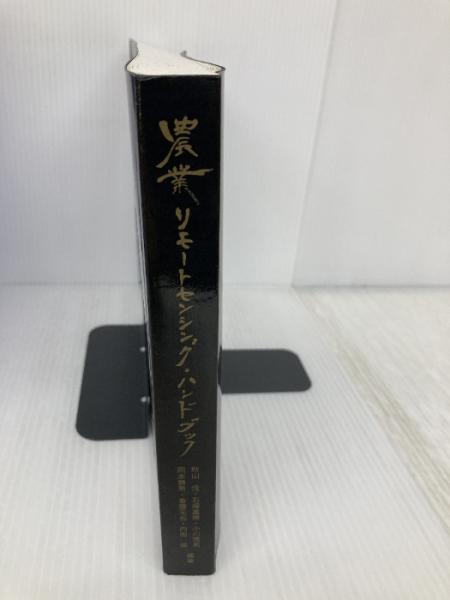 農業リモートセンシング・ハンドブック
秋山 侃・石塚直樹・小川茂男
岡本勝男・斎藤元也・内田 諭 編著